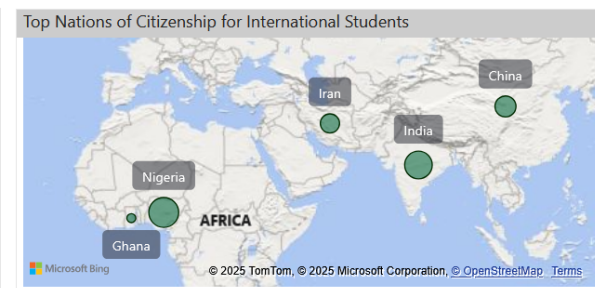 Top Nations of Citizenship for International Students
China
Iran
India
Nigeria
AFRICA
Ghana
Microsoft Bing
© 2025 TomTom, © 2025 Microsoft Corporation, © OpenStreetMap Terms